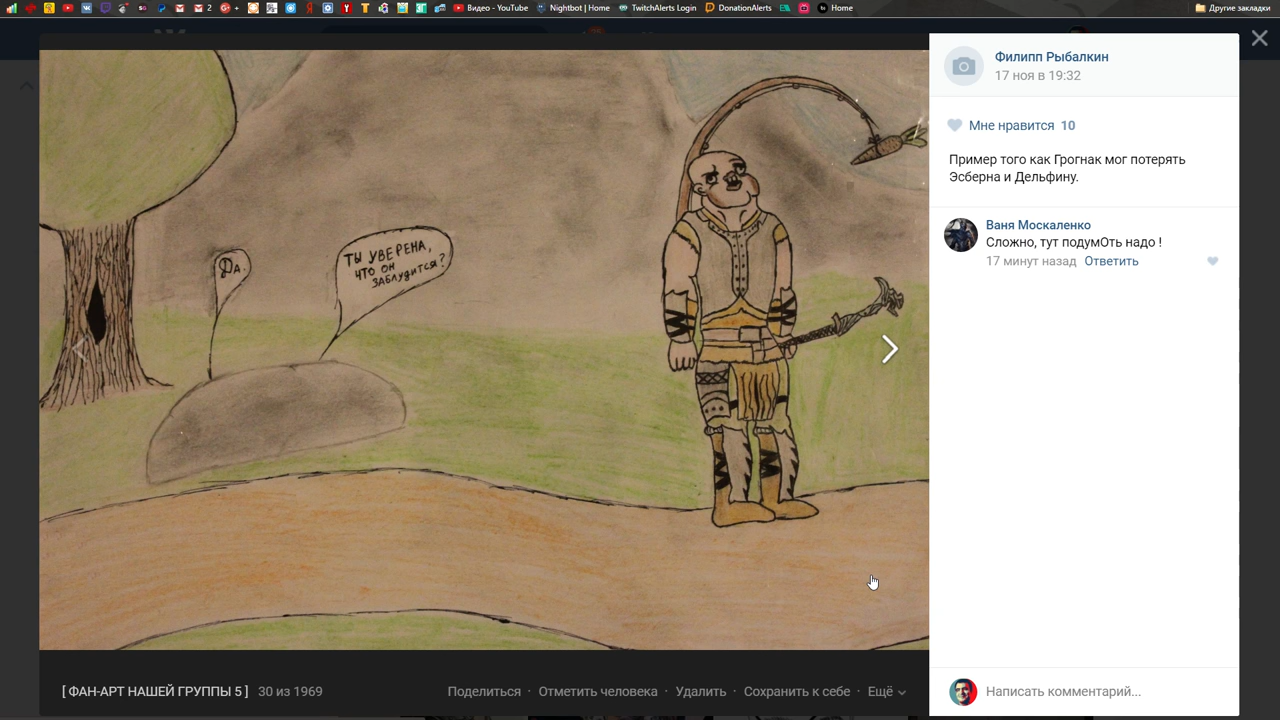 Видео - YouTube
Nightbot | Home
TwitchAlerts Login
DonationAlerts
Home
Другие закладки
Да.
Ты уверена,
что он
заблудится?
Филипп Рыбалкин
17 ноя в 19:32
Мне нравится 10
Пример того как Грогнак мог потерять
Эсберна и Дельфину.
Ваня Москаленко
Сложно, тут подумОть надо !
17 минут назад Ответить
[ ФАН-АРТ НАШЕЙ ГРУППЫ 5 ] 30 из 1969
Поделиться · Отметить человека · Удалить · Сохранить к себе · Ещё
Написать комментарий...